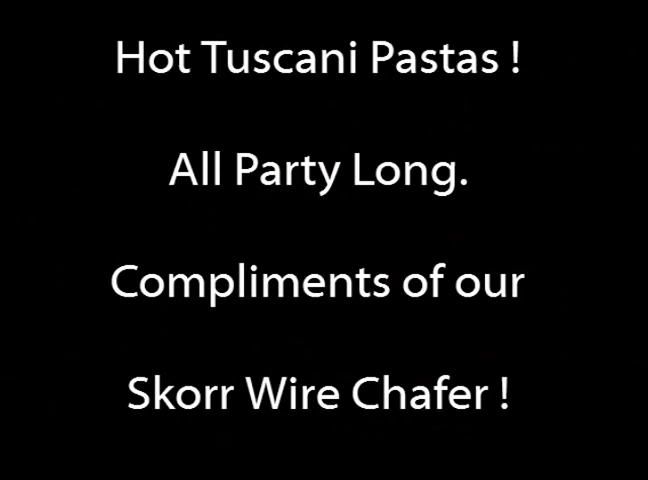 Hot Tuscani Pastas !
All Party Long.
Compliments of our
Skorr Wire Chafer !